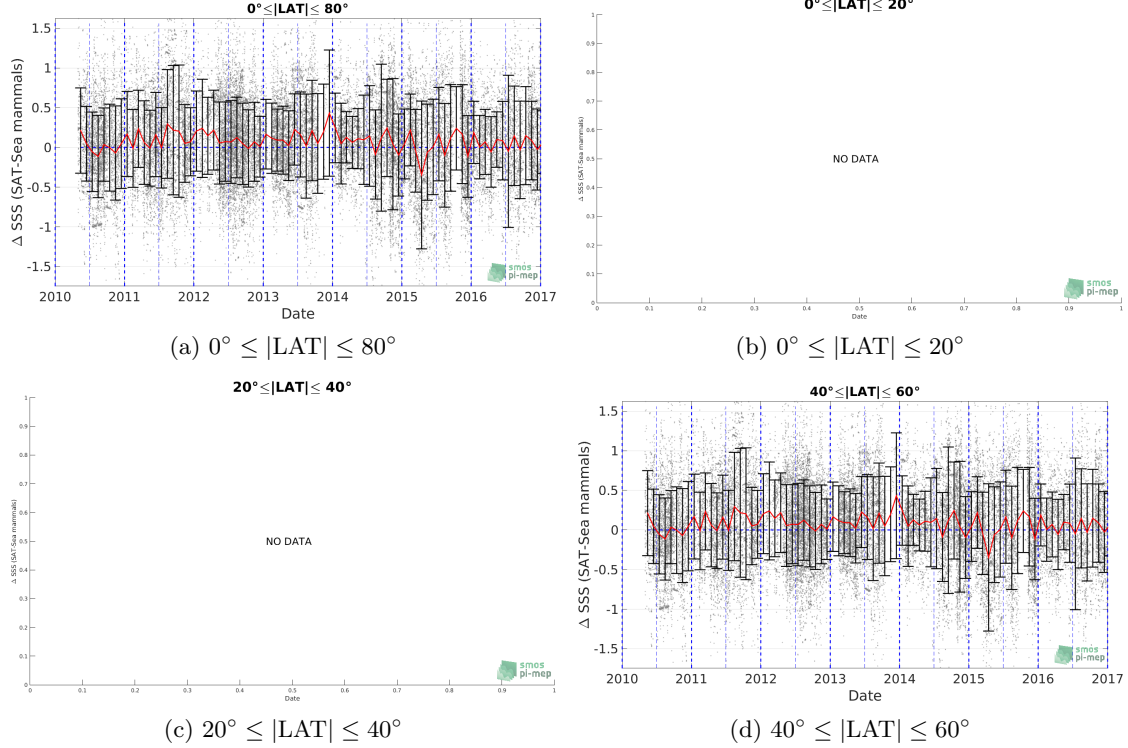 0°≤|LAT|≤ 80°
1.5
1
0.5
0
-0.5
-1
-1.5
Δ SSS (SAT-Sea mammals)
2010 2011 2012 2013 2014 2015 2016 2017
Date
smos
pi-mep
(a) 0° ≤ |LAT| ≤ 80°
0°≤|LAT|≤ 20°
1
0.9
0.8
0.7
0.6
0.5
0.4
0.3
0.2
0.1
0
Δ SSS (SAT-Sea mammals)
NO DATA
0 0.1 0.2 0.3 0.4 0.5 0.6 0.7 0.8 0.9 1
Date
smos
pi-mep
(b) 0° ≤ |LAT| ≤ 20°
20°≤|LAT|≤ 40°
1
0.9
0.8
0.7
0.6
0.5
0.4
0.3
0.2
0.1
0
Δ SSS (SAT-Sea mammals)
NO DATA
0 0.1 0.2 0.3 0.4 0.5 0.6 0.7 0.8 0.9 1
Date
smos
pi-mep
(c) 20° ≤ |LAT| ≤ 40°
40°≤|LAT|≤ 60°
1.5
1
0.5
0
-0.5
-1
-1.5
Δ SSS (SAT-Sea mammals)
2010 2011 2012 2013 2014 2015 2016 2017
Date
smos
pi-mep
(d) 40° ≤ |LAT| ≤ 60°